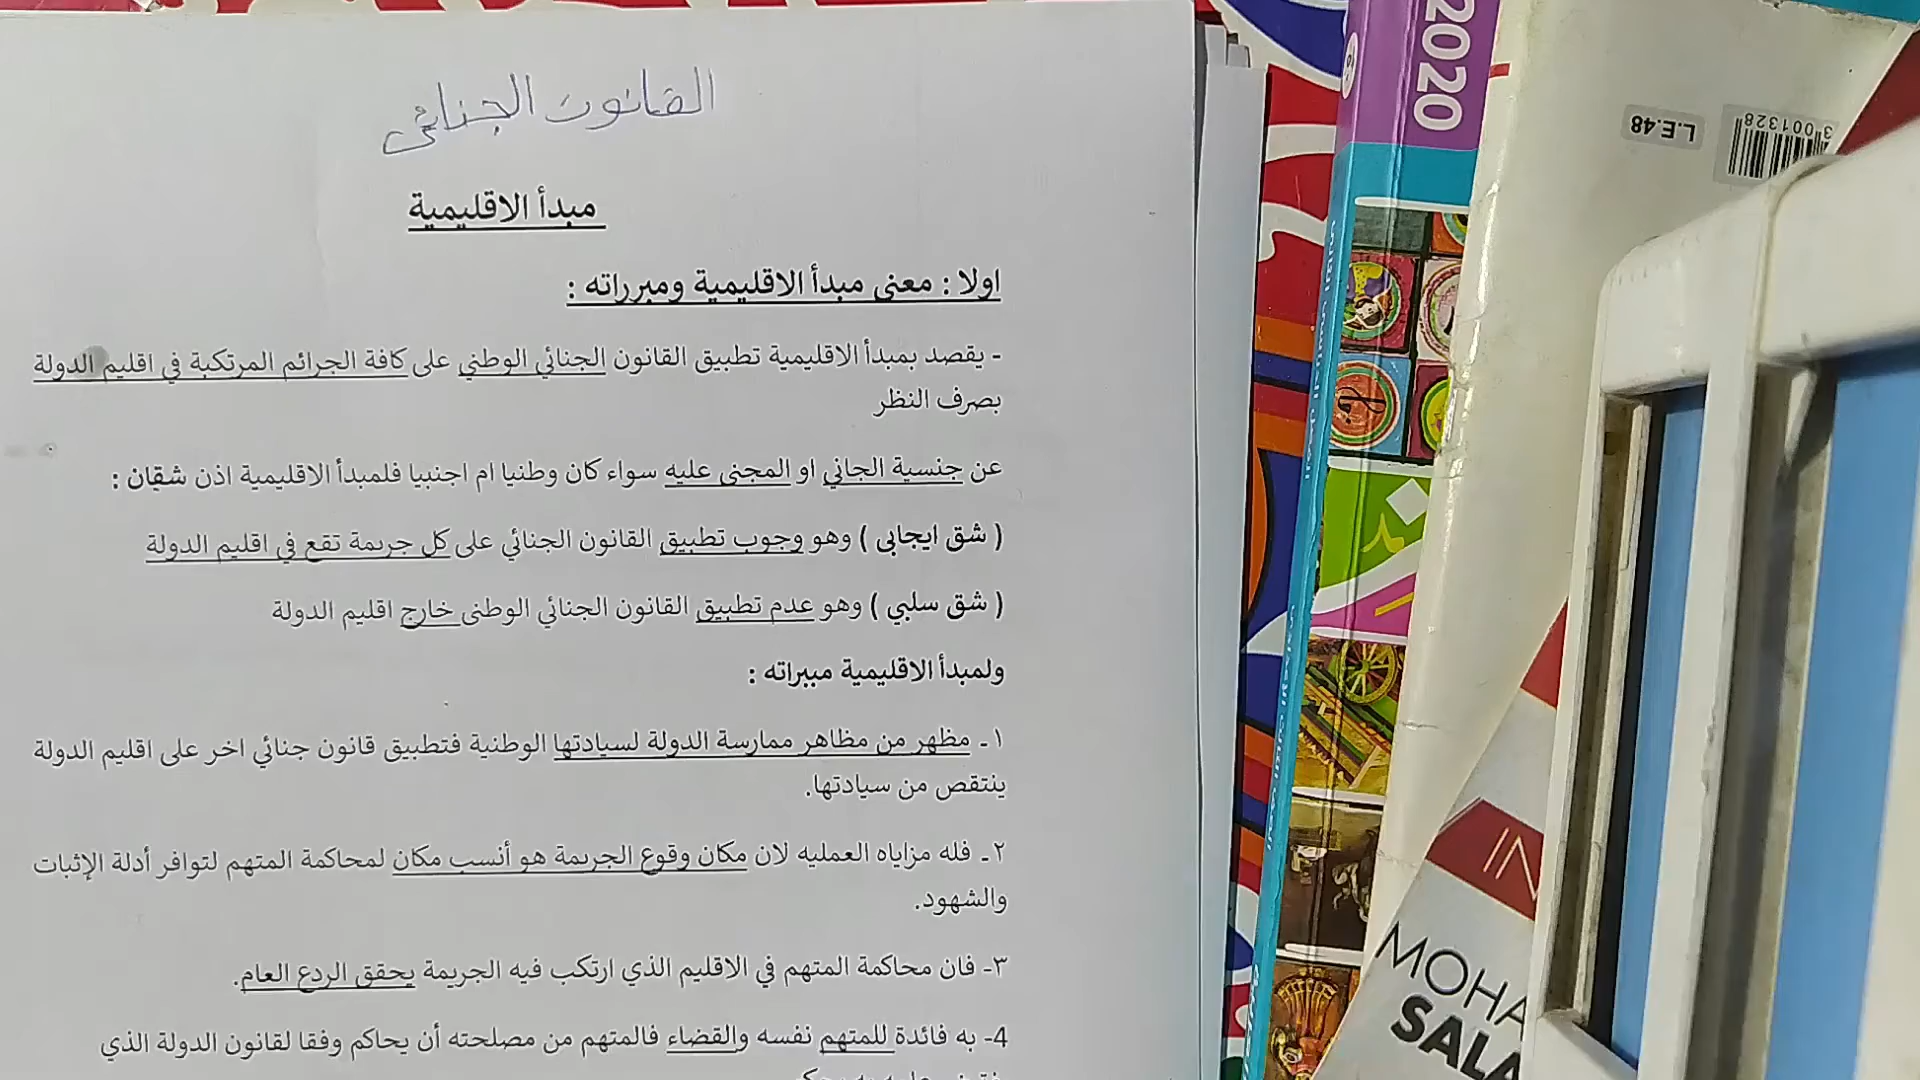 القانون الجنائي
مبدأ الاقليمية
اولا : معنى مبدأ الاقليمية ومبرراته :
- يقصد بمبدأ الاقليمية تطبيق القانون الجنائي الوطني على كافة الجرائم المرتكبة في اقليم الدولة
بصرف النظر
عن جنسية الجاني او المجنى عليه سواء كان وطنيا ام اجنبيا فلمبدأ الاقليمية اذن شقان :
( شق ايجابى ) وهو وجوب تطبيق القانون الجنائي على كل جريمة تقع في اقليم الدولة
( شق سلبي ) وهو عدم تطبيق القانون الجنائي الوطنى خارج اقليم الدولة
ولمبدأ الاقليمية مبراته :
١- مظهر من مظاهر ممارسة الدولة لسيادتها الوطنية فتطبيق قانون جنائي اخر على اقليم الدولة
ينتقص من سيادتها.
٢- فله مزاياه العمليه لان مكان وقوع الجريمة هو أنسب مكان لمحاكمة المتهم لتوافر أدلة الإثبات
والشهود.
٣- فان محاكمة المتهم في الاقليم الذي ارتكب فيه الجريمة يحقق الردع العام.
4- به فائدة للمتهم نفسه والقضاء فالمتهم من مصلحته أن يحاكم وفقا لقانون الدولة الذي
2020
L.E.48
3 001328
IN
MOHA
SALA